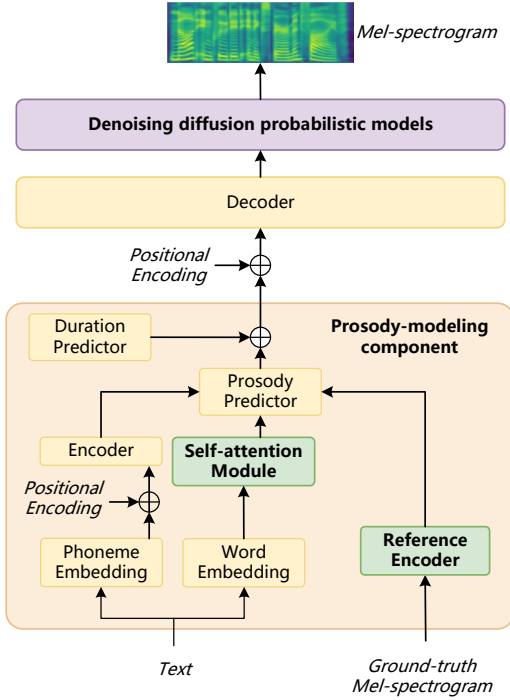 Mel-spectrogram
Denoising diffusion probabilistic models
Decoder
Positional
Encoding
Duration
Predictor
Prosody-modeling
component
Prosody
Predictor
Encoder
Self-attention
Module
Positional
Encoding
Phoneme
Embedding
Word
Embedding
Reference
Encoder
Text
Ground-truth
Mel-spectrogram